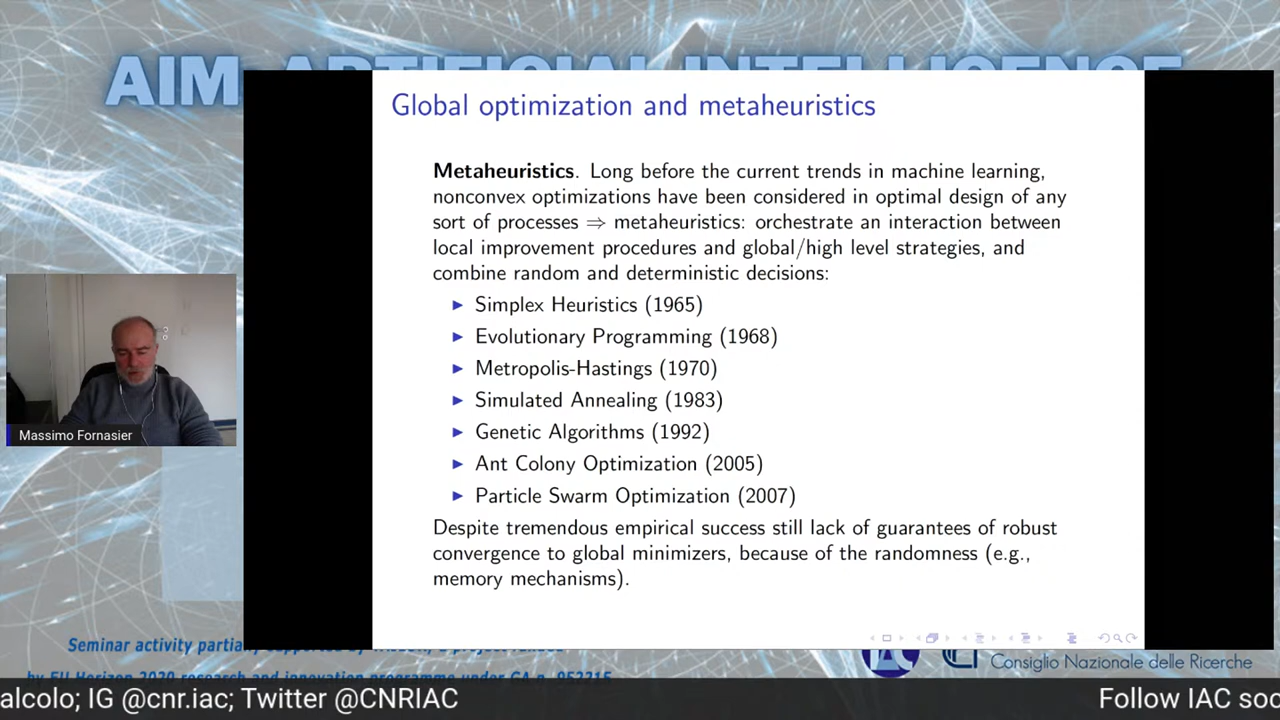 AIM ARTIFICIAL INTELLIGENCE
Global optimization and metaheuristics
Metaheuristics. Long before the current trends in machine learning,
nonconvex optimizations have been considered in optimal design of any
sort of processes ⇒ metaheuristics: orchestrate an interaction between
local improvement procedures and global/high level strategies, and
combine random and deterministic decisions:
▶ Simplex Heuristics (1965)
▶ Evolutionary Programming (1968)
▶ Metropolis-Hastings (1970)
▶ Simulated Annealing (1983)
▶ Genetic Algorithms (1992)
▶ Ant Colony Optimization (2005)
▶ Particle Swarm Optimization (2007)
Despite tremendous empirical success still lack of guarantees of robust
convergence to global minimizers, because of the randomness (e.g.,
memory mechanisms).
Massimo Fornasier
Seminar activity
Consiglio Nazionale delle Ricerche
alcolo; IG @cnr.iac; Twitter @CNRIAC
Follow IAC soc